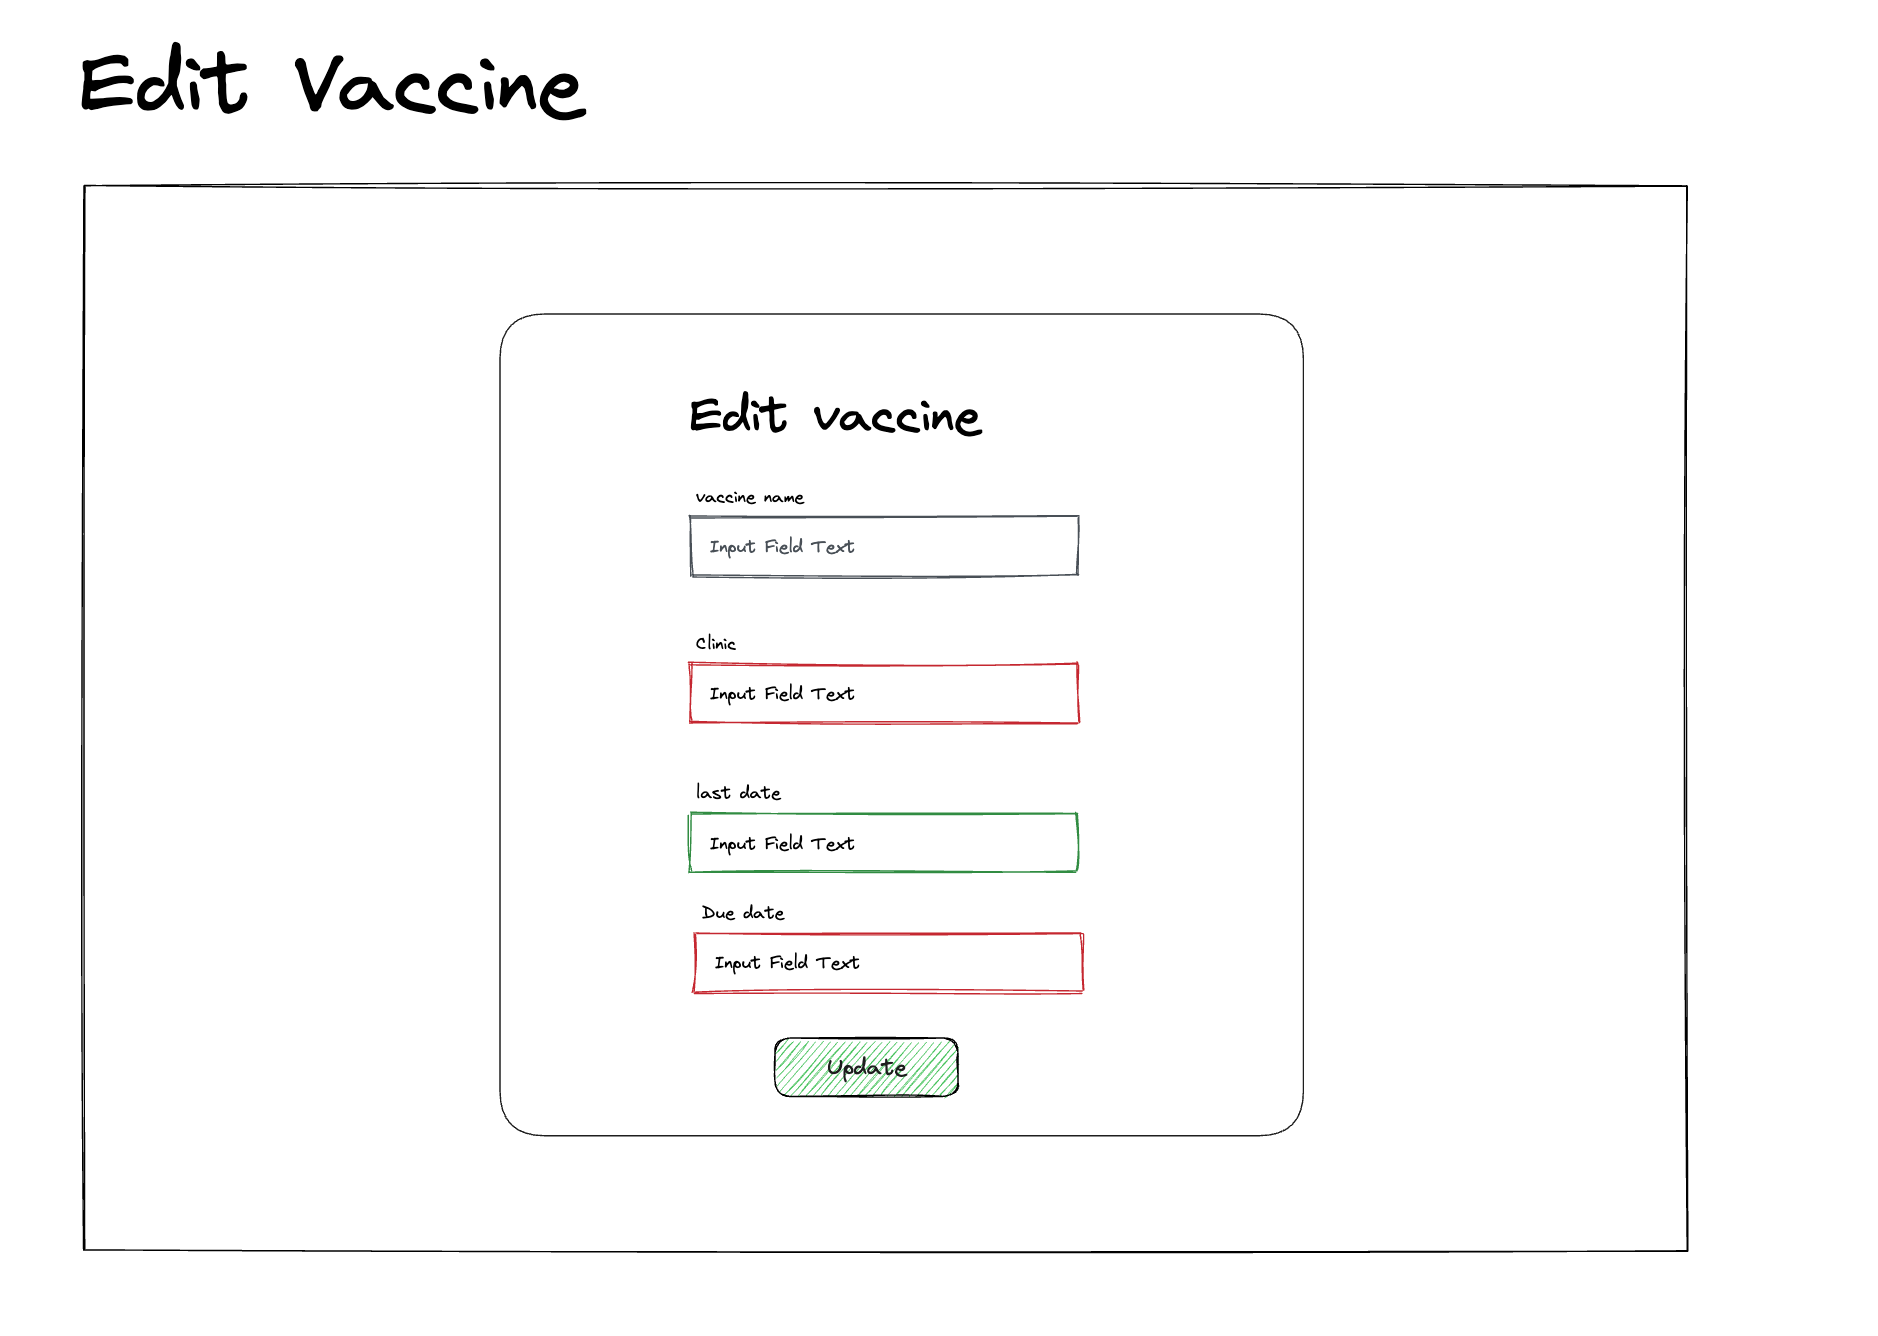 Edit Vaccine
Edit vaccine
vaccine name
Input Field Text
Clinic
Input Field Text
last date
Input Field Text
Due date
Input Field Text
Update